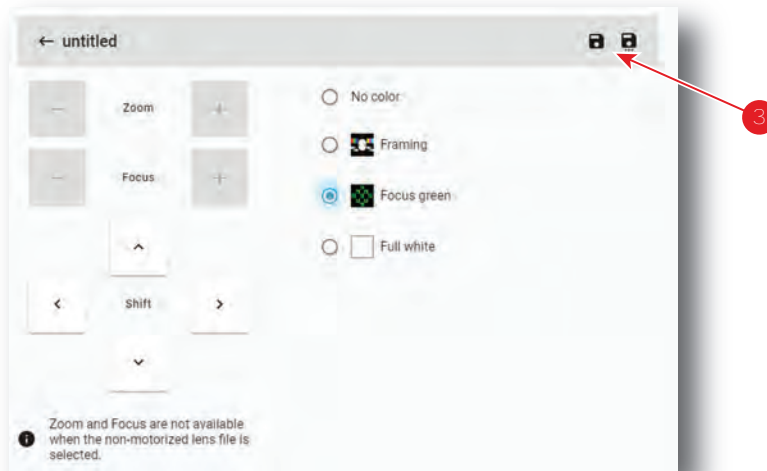 ← untitled
3
− Zoom +
No color
Framing
− Focus +
Focus green
Full white
Shift
Zoom and Focus are not available
when the non-motorized lens file is
selected.